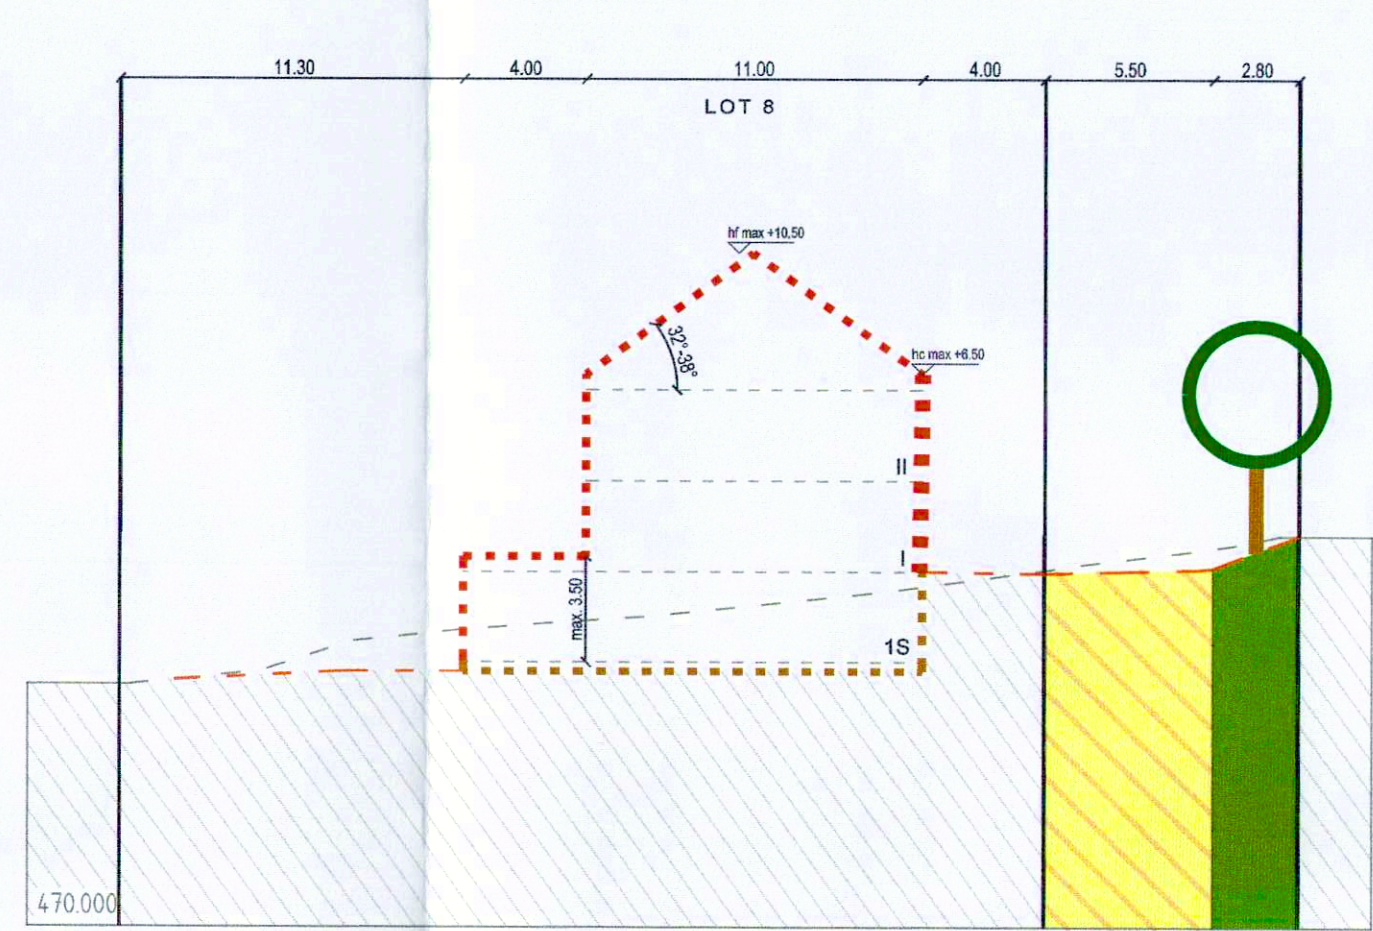 11.30
4.00
11.00
4.00
5.50
2.80
LOT 8
hf max +10,50
32°-38°
hc max +6.50
II
I
max. 3.50
1S
470.000